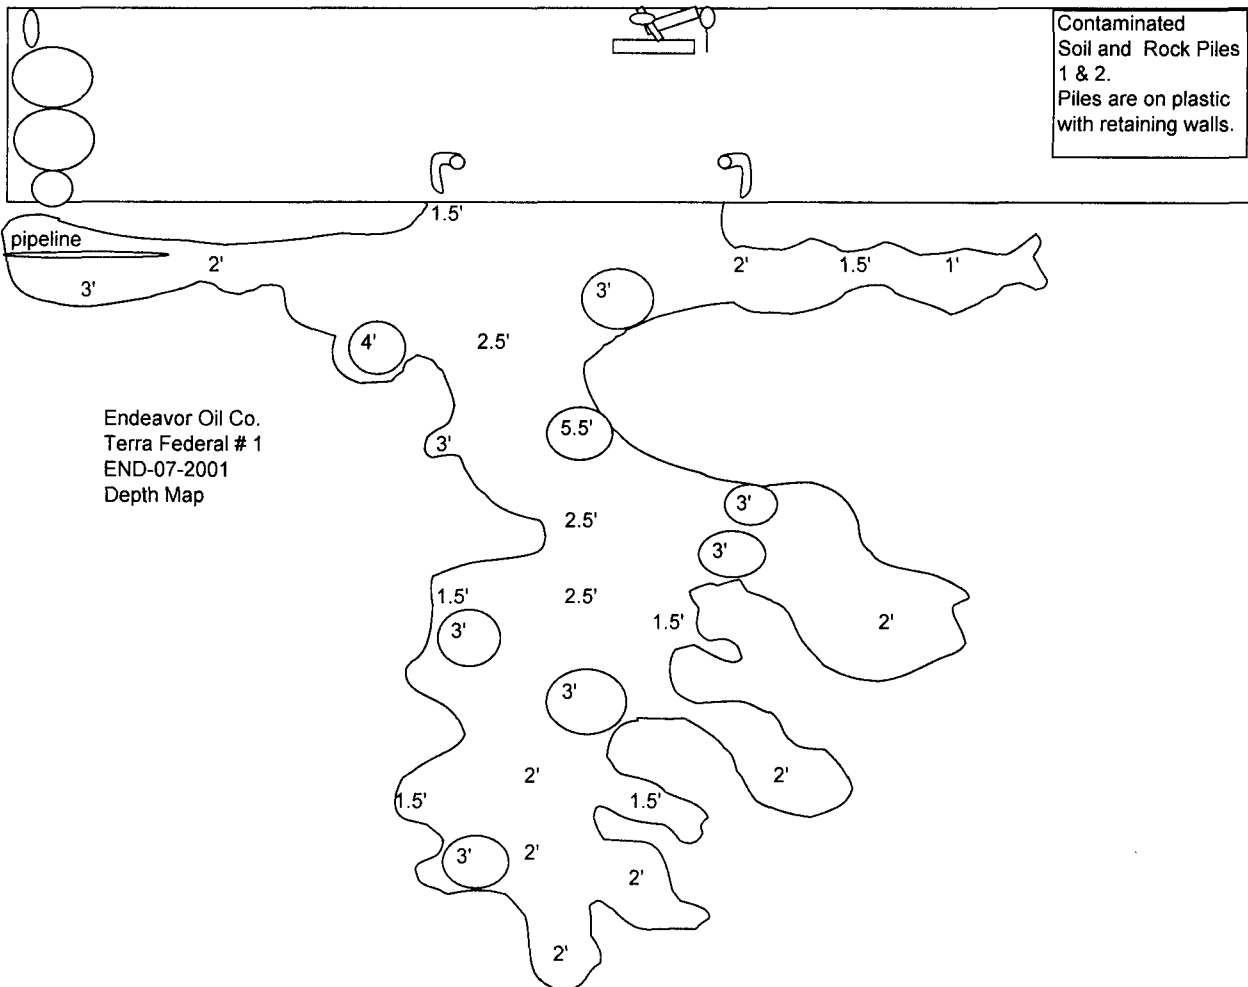 Contaminated
Soil and Rock Piles
1 & 2.
Piles are on plastic
with retaining walls.
1.5'
pipeline
2'
2'
1.5'
1'
3'
3'
4'
2.5'
Endeavor Oil Co.
Terra Federal # 1
END-07-2001
Depth Map
5.5'
3'
3'
2.5'
3'
1.5'
2.5'
1.5'
2'
3'
3'
2'
2'
1.5'
1.5'
3'
2'
2'
2'